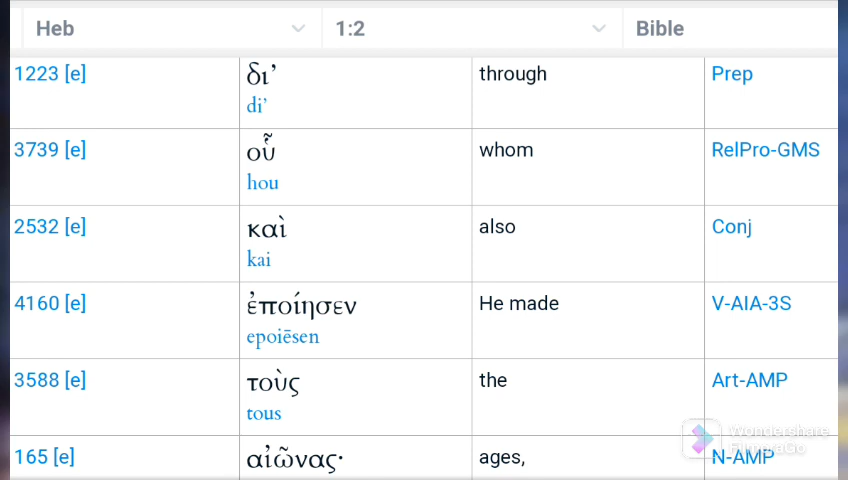 Heb 1:2 Bible
1223 [e] δι’ through Prep
di’
3739 [e] οὗ whom RelPro-GMS
hou
2532 [e] καὶ also Conj
kai
4160 [e] ἐποίησεν He made V-AIA-3S
epoiēsen
3588 [e] τοὺς the Art-AMP
tous
Wondershare
FilmoraGo
165 [e] αἰῶνας· ages, N-AMP